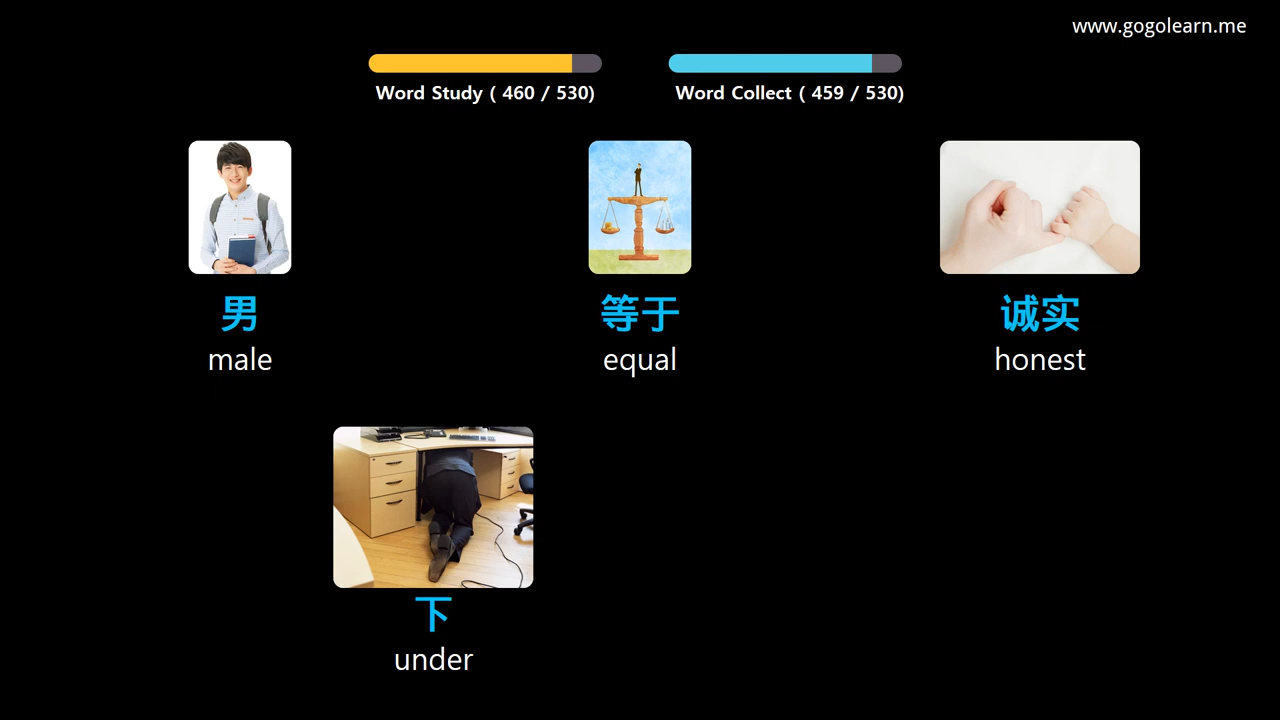 www.gogolearn.me
Word Study ( 460 / 530)
Word Collect ( 459 / 530)
男
male
等于
equal
诚实
honest
下
under